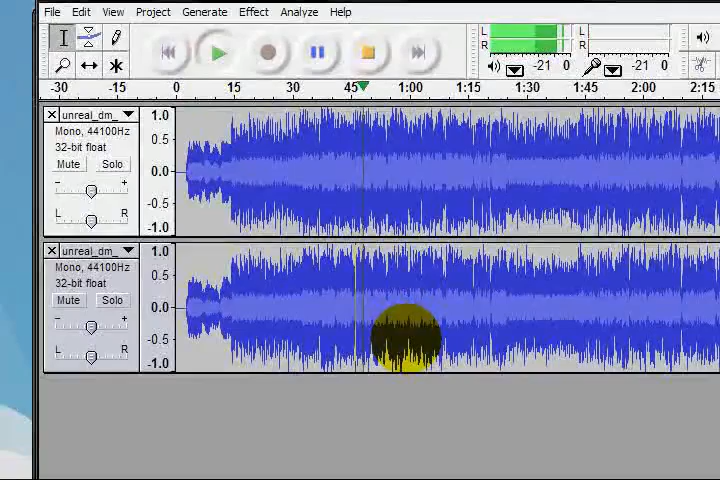 File Edit View Project Generate Effect Analyze Help
L
R
-21 0
L
R
-21 0
-30 -15 0 15 30 45 1:00 1:15 1:30 1:45 2:00 2:15
unreal_dm_
Mono, 44100Hz
32-bit float
Mute Solo
- +
L R
1.0
0.5
0.0
-0.5
-1.0
unreal_dm_
Mono, 44100Hz
32-bit float
Mute Solo
- +
L R
1.0
0.5
0.0
-0.5
-1.0